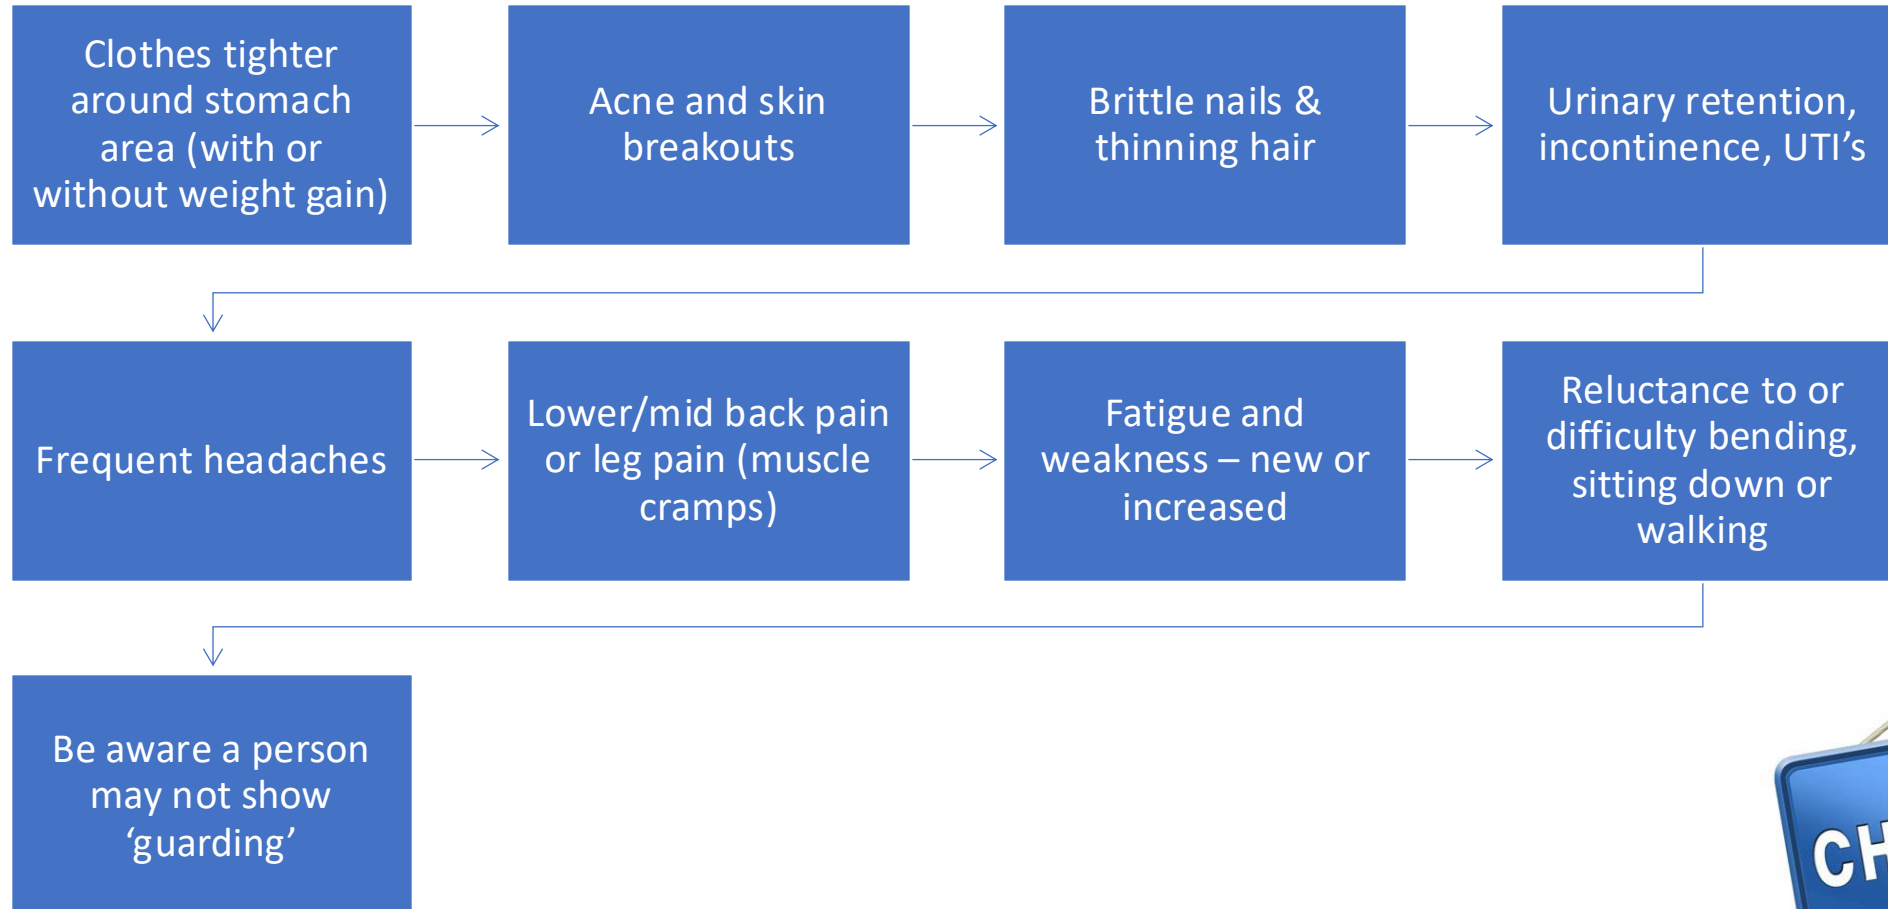 Clothes tighter
around stomach
area (with or
without weight gain)
Acne and skin
breakouts
Brittle nails &
thinning hair
Urinary retention,
incontinence, UTI’s
Frequent headaches
Lower/mid back pain
or leg pain (muscle
cramps)
Fatigue and
weakness – new or
increased
Reluctance to or
difficulty bending,
sitting down or
walking
Be aware a person
may not show
‘guarding’